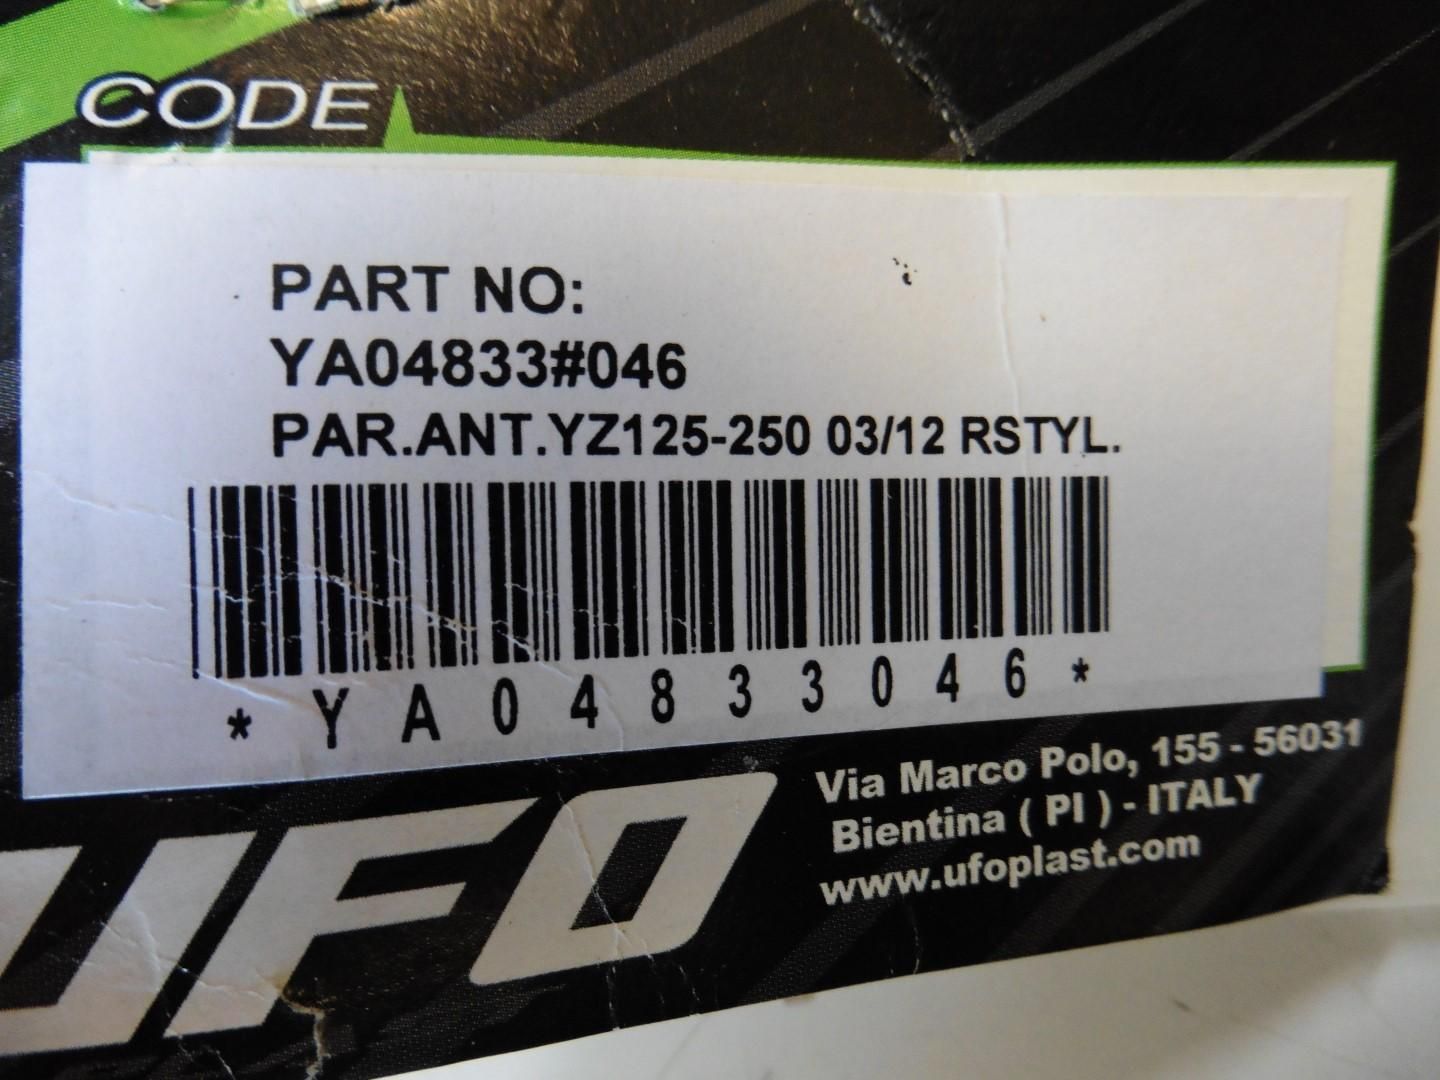 CODE
PART NO:
YA04833#046
PAR.ANT.YZ125-250 03/12 RSTYL.
*YA04833046*
UFO
Via Marco Polo, 155 - 56031
Bientina ( PI ) - ITALY
www.ufoplast.com